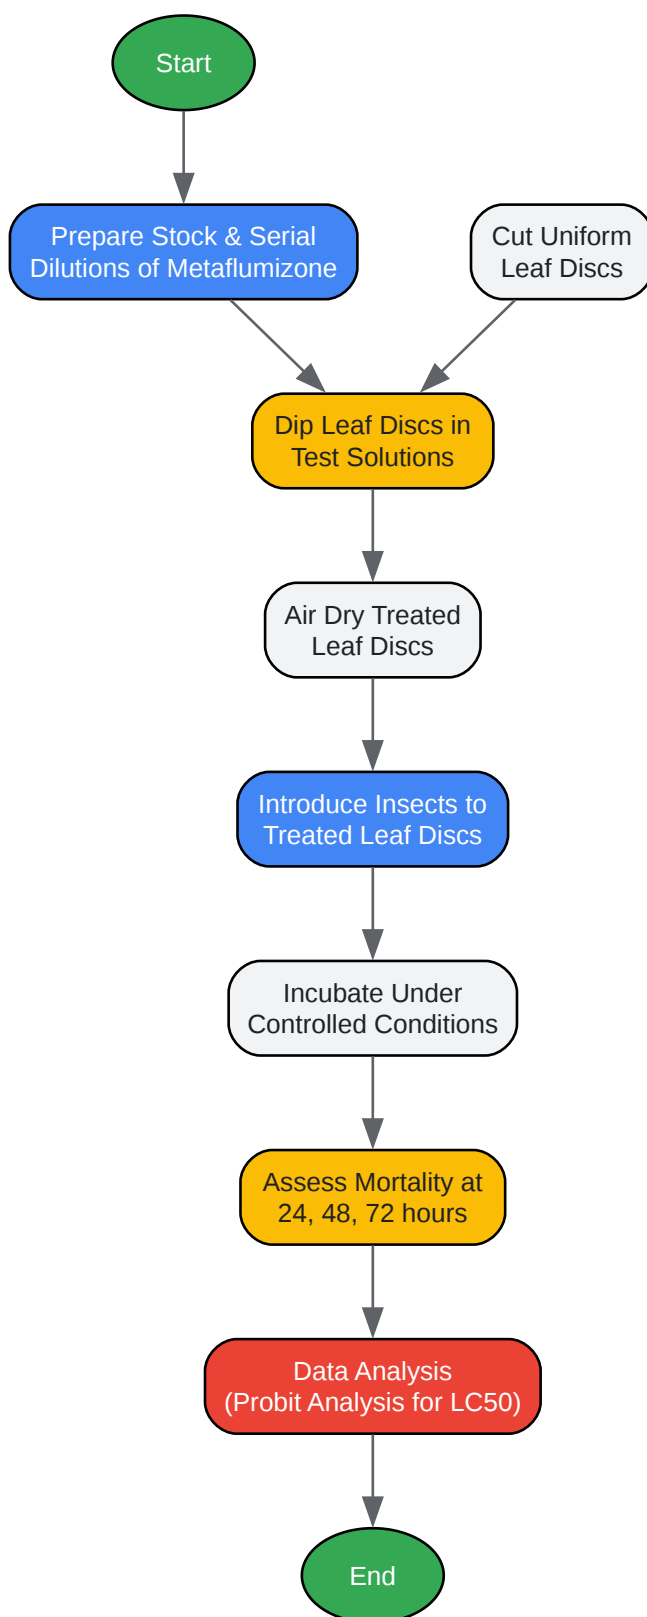 Start
Prepare Stock & Serial
Dilutions of Metaflumizone
Cut Uniform
Leaf Discs
Dip Leaf Discs in
Test Solutions
Air Dry Treated
Leaf Discs
Introduce Insects to
Treated Leaf Discs
Incubate Under
Controlled Conditions
Assess Mortality at
24, 48, 72 hours
Data Analysis
(Probit Analysis for LC50)
End